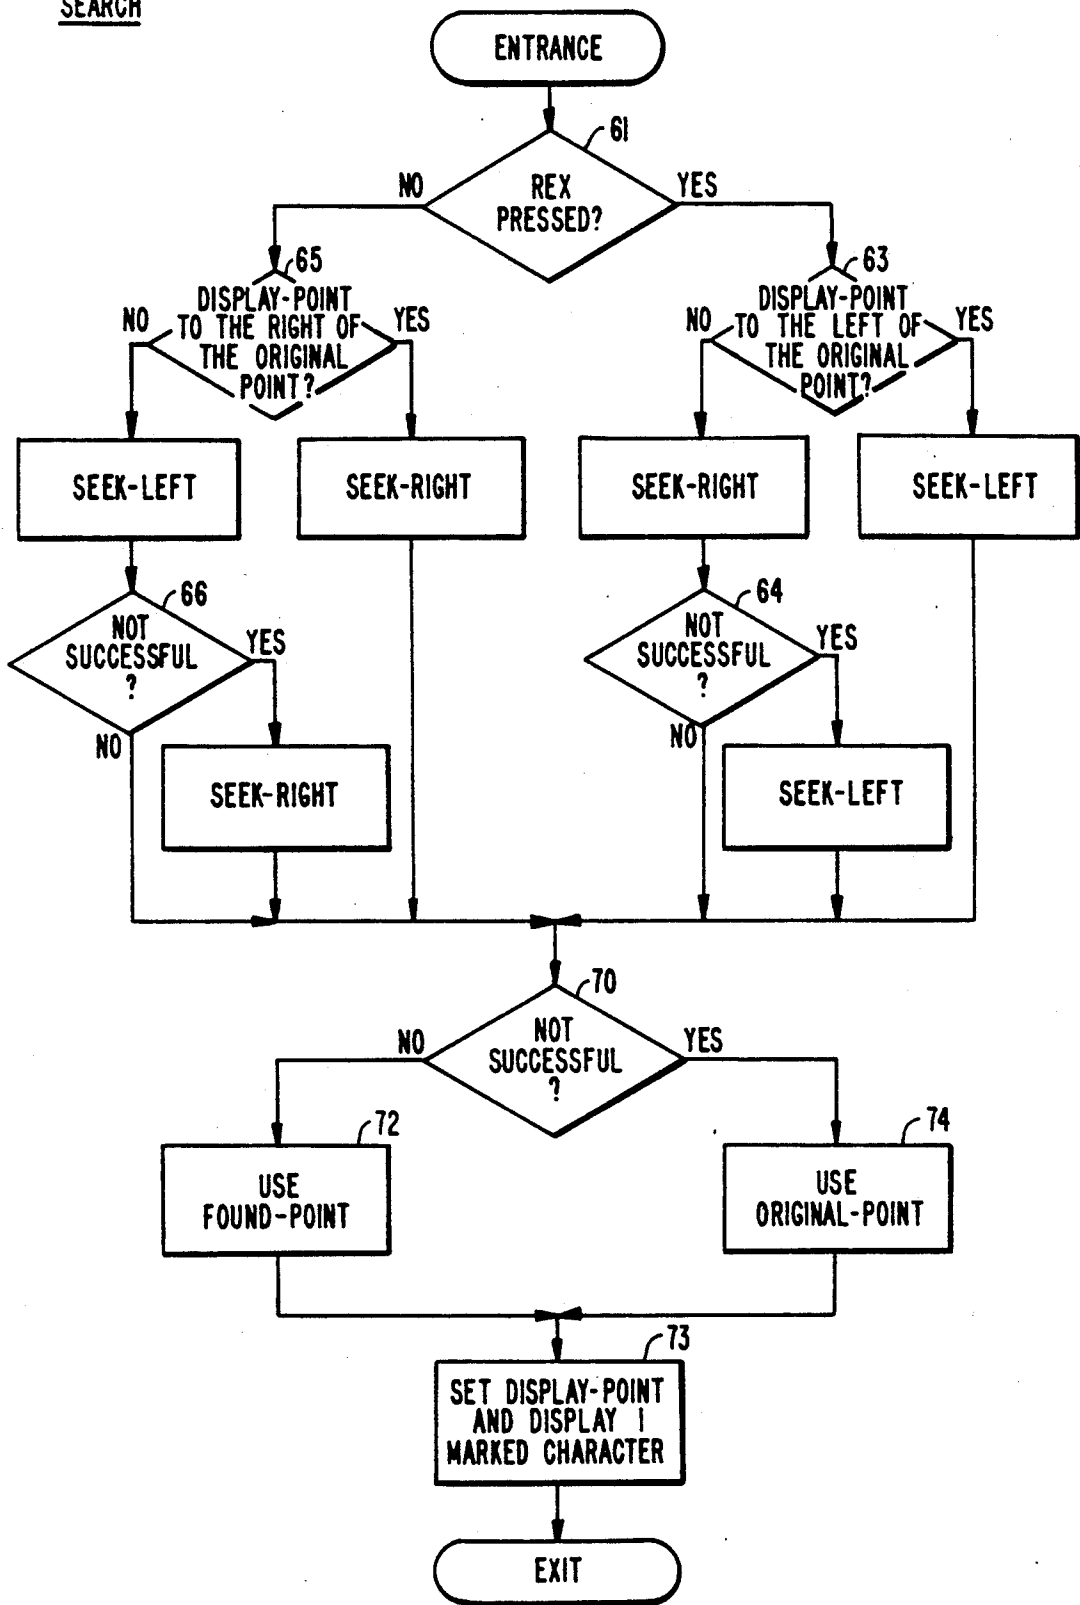 SEARCH
ENTRANCE
61
REX
PRESSED?
NO
YES
65
DISPLAY-POINT
TO THE RIGHT OF
THE ORIGINAL
POINT?
NO
YES
63
DISPLAY-POINT
TO THE LEFT OF
THE ORIGINAL
POINT?
NO
YES
SEEK-LEFT
SEEK-RIGHT
SEEK-RIGHT
SEEK-LEFT
66
NOT
SUCCESSFUL
?
YES
NO
64
NOT
SUCCESSFUL
?
YES
NO
SEEK-RIGHT
SEEK-LEFT
70
NOT
SUCCESSFUL
?
NO
YES
72
USE
FOUND-POINT
74
USE
ORIGINAL-POINT
73
SET DISPLAY-POINT
AND DISPLAY 1
MARKED CHARACTER
EXIT